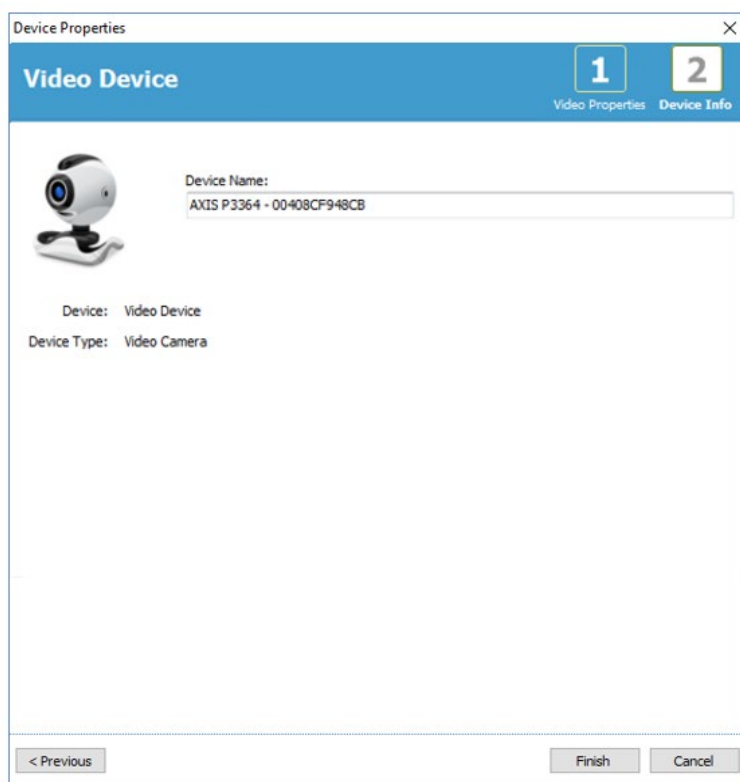 Device Properties
Video Device
1
Video Properties
2
Device Info
Device Name:
AXIS P3364 - 00408CF948CB
Device: Video Device
Device Type: Video Camera
< Previous
Finish
Cancel